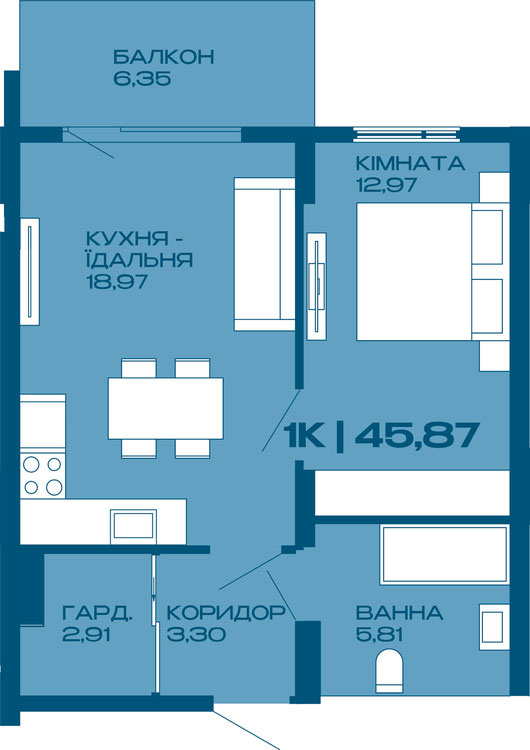 БАЛКОН
6,35
КІМНАТА
12,97
КУХНЯ -
ЇДАЛЬНЯ
18,97
1К | 45,87
ГАРД.
2,91
КОРИДОР
3,30
ВАННА
5,81